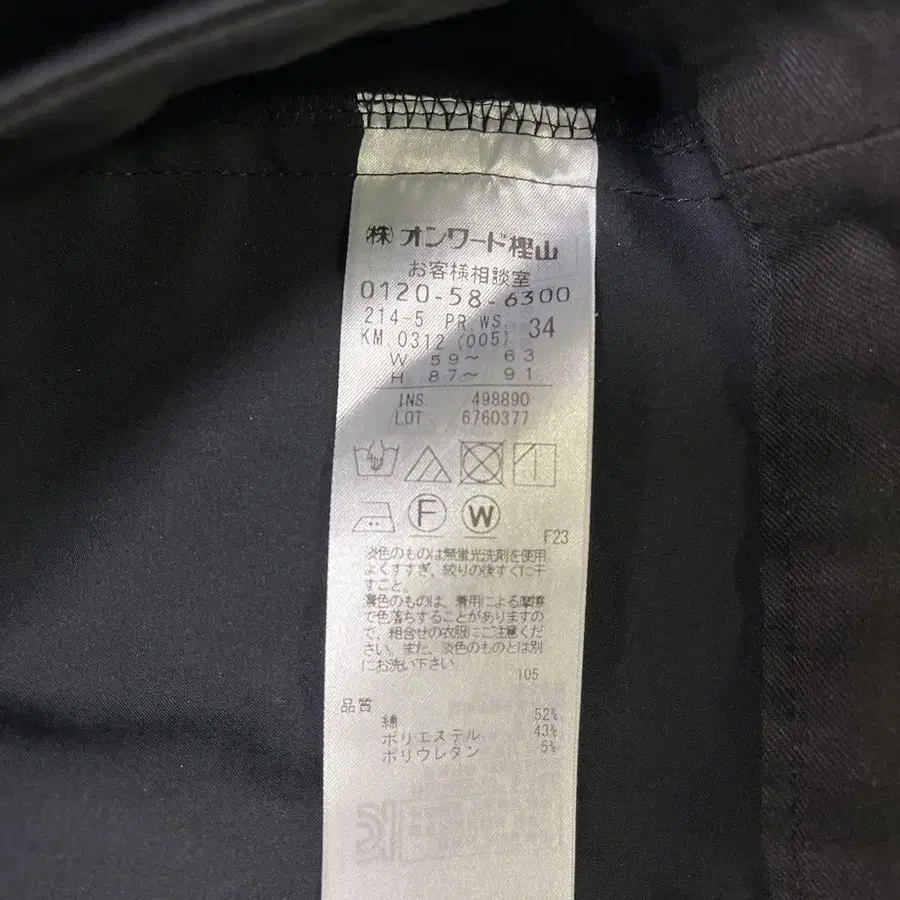 ㈱オンワード樫山
お客様相談室
0120-58-6300
214-5 PR.WS. 34
KM 0312 (005)
W 59～ 63
H 87～ 91
INS. 498890
LOT 6760377
F W
F23
淡色のものは無蛍光洗剤を使用
よくすすぎ、絞りの後すぐに干
すこと。
濃色のものは、着用による摩擦
で色落ちすることがありますの
で、組合せの衣服にご注意くだ
さい。また、淡色のものとは別
にお洗い下さい。
105
品質
綿 52%
ポリエステル 43%
ポリウレタン 5%